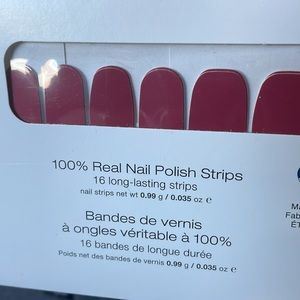 100% Real Nail Polish Strips
16 long-lasting strips
nail strips net wt 0.99 g / 0.035 oz ℮
Bandes de vernis
à ongles véritable à 100%
16 bandes de longue durée
Poids net des bandes de vernis 0.99 g / 0.035 oz ℮